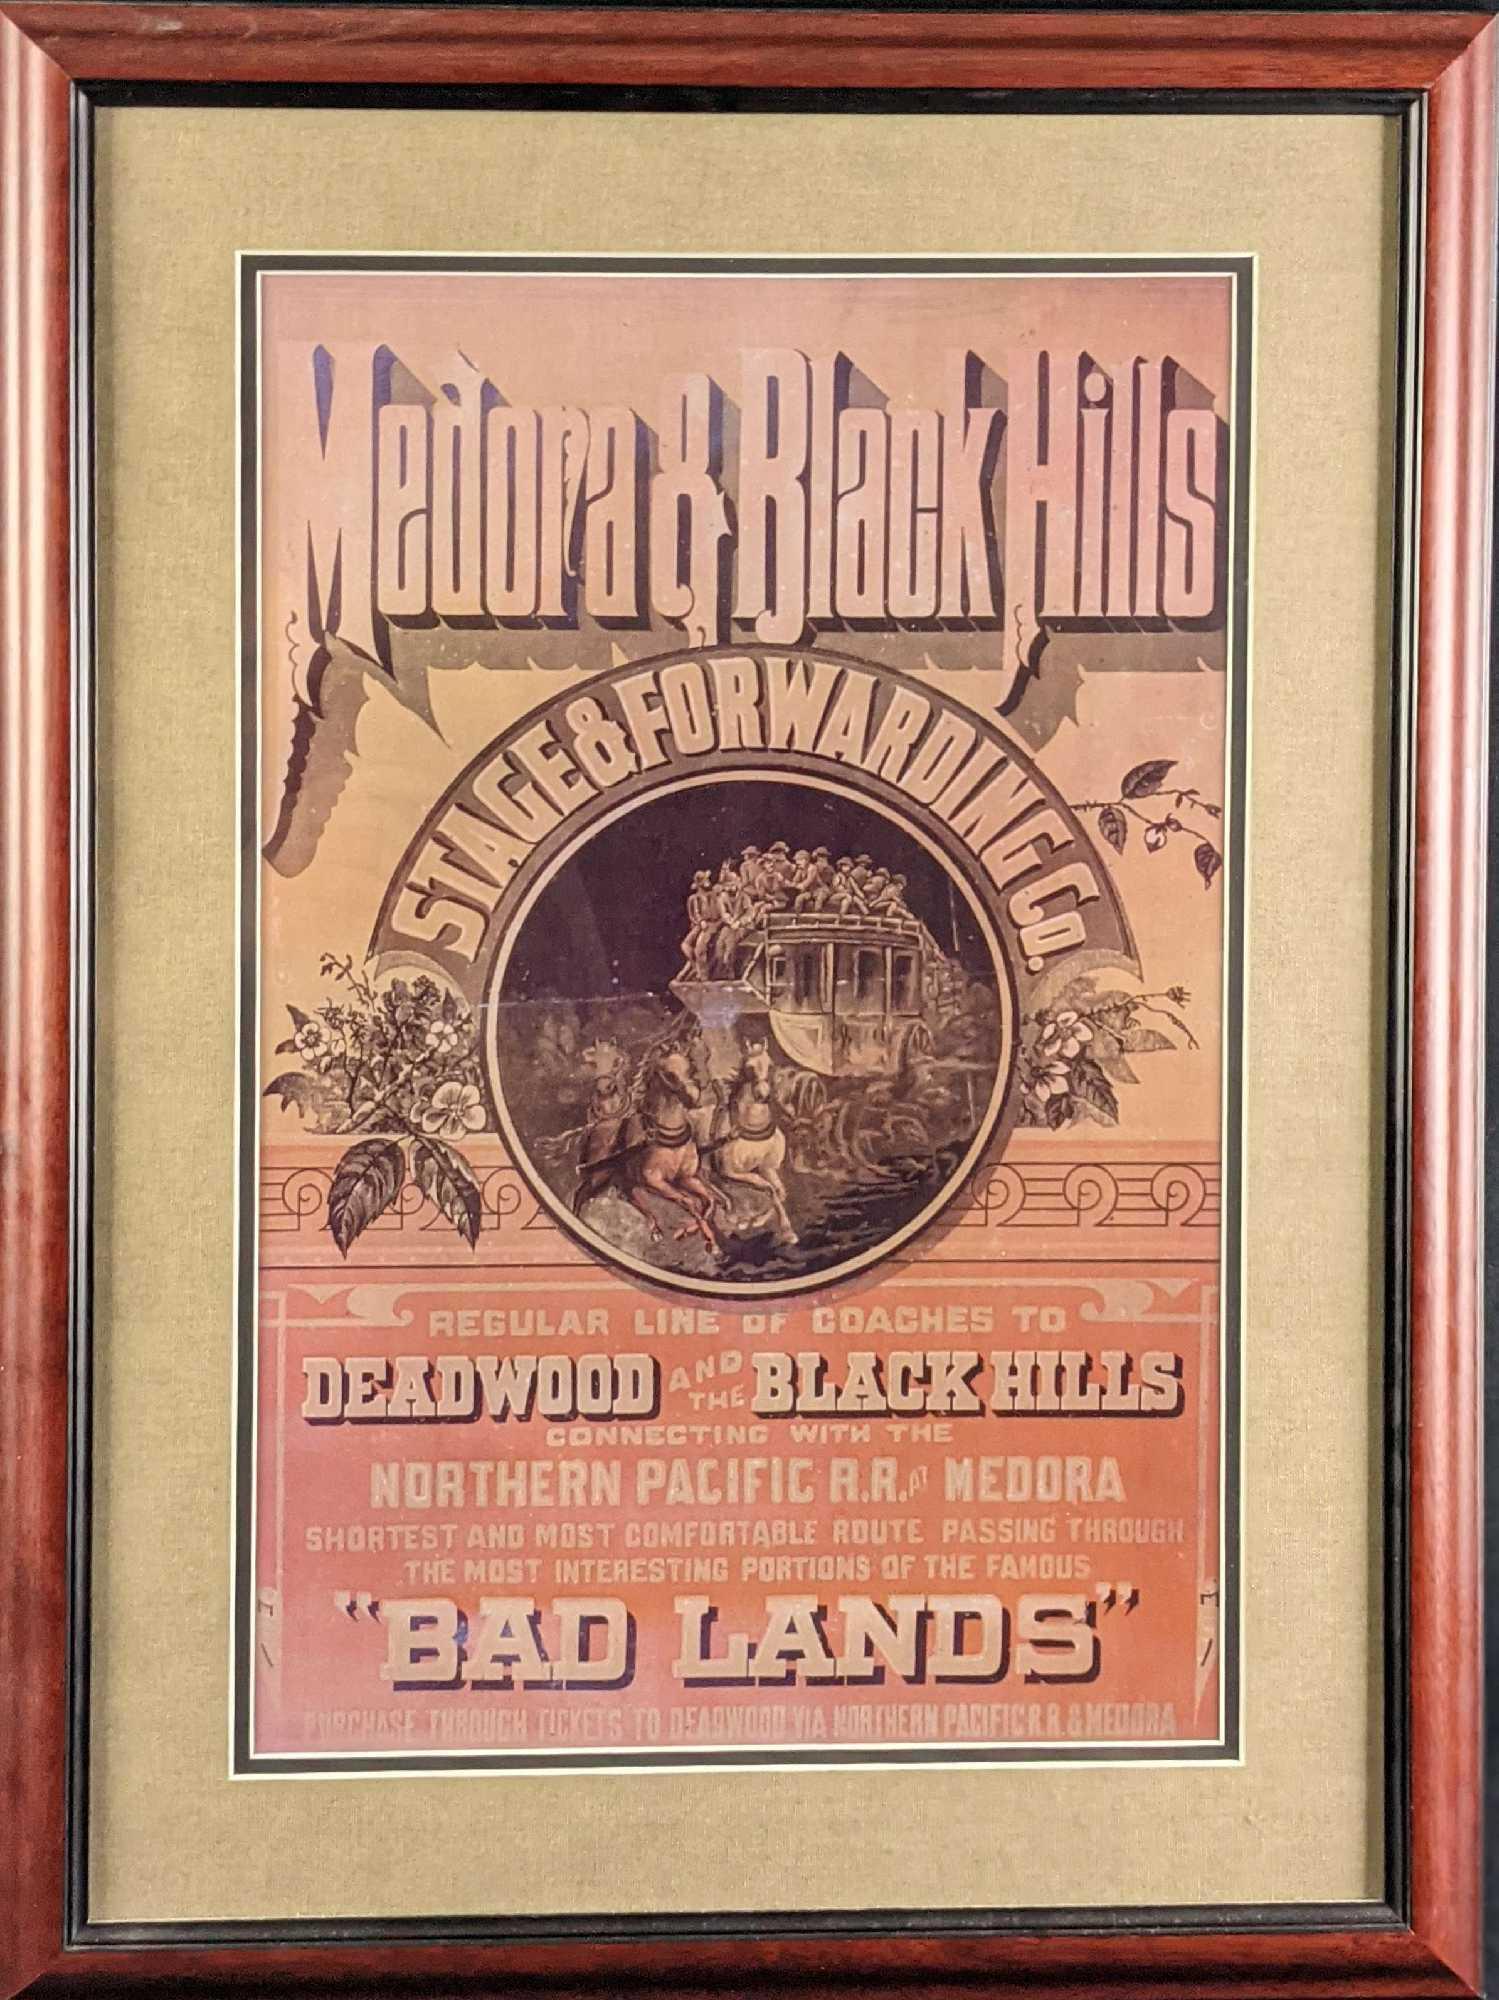 Medora & Black Hills
STAGE & FORWARDING CO.
REGULAR LINE OF COACHES TO
DEADWOOD AND THE BLACK HILLS
CONNECTING WITH THE
NORTHERN PACIFIC R.R. AT MEDORA
SHORTEST AND MOST COMFORTABLE ROUTE PASSING THROUGH
THE MOST INTERESTING PORTIONS OF THE FAMOUS
"BAD LANDS"
PURCHASE THROUGH TICKETS TO DEADWOOD VIA NORTHERN PACIFIC R.R. & MEDORA